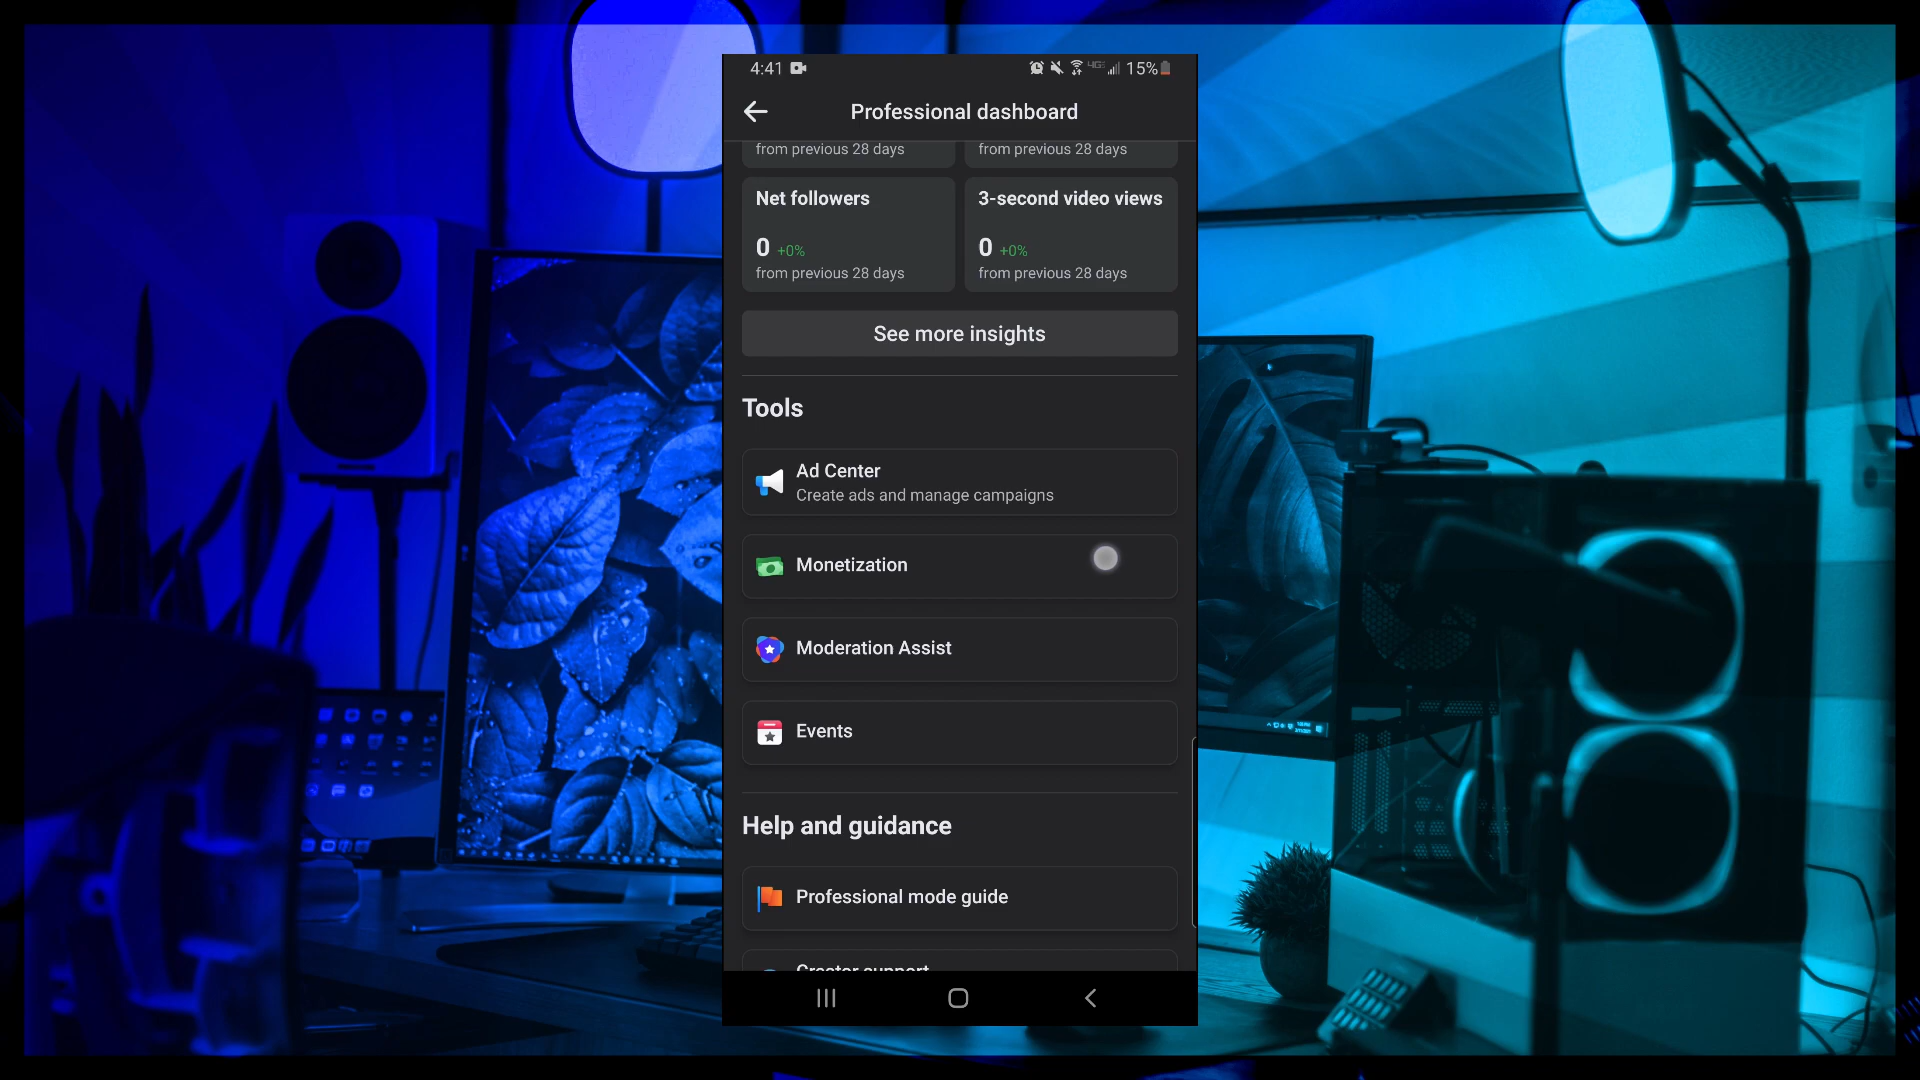 4:41 15%
Professional dashboard
from previous 28 days from previous 28 days
Net followers 3-second video views
0 +0% 0 +0%
from previous 28 days from previous 28 days
See more insights
Tools
Ad Center
Create ads and manage campaigns
Monetization
Moderation Assist
Events
Help and guidance
Professional mode guide
Creator support